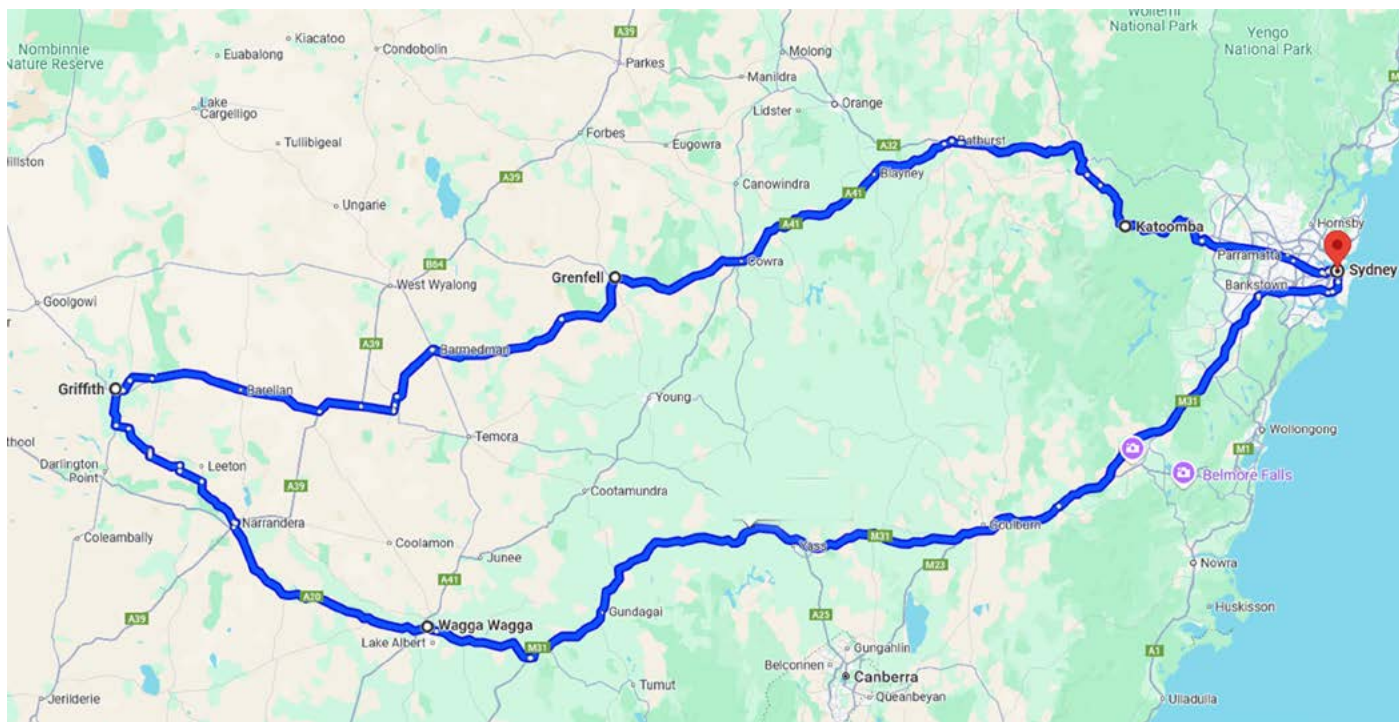 Wollemi
National Park
Yengo
National Park
Nombinnie
Nature Reserve
Kiacatoo
Euabalong
Condobolin
A39
Molong
Parkes
Manildra
Lake
Cargelligo
Lidster
Orange
Tullibigeal
Forbes
Eugowra
A32
Bathurst
Hillston
A39
Canowindra
Blayney
A41
Ungarie
A41
Katoomba
Hornsby
Parramatta
Sydney
Bankstown
B64
West Wyalong
Grenfell
Cowra
Goolgowi
A39
Barmedman
Griffith
Barellan
Young
M31
Temora
Wollongong
M1
Belmore Falls
Darlington
Point
Leeton
A39
Cootamundra
Narrandera
Goulburn
Coleambally
Coolamon
Junee
Yass
M31
M23
Nowra
A41
A20
Gundagai
Huskisson
A39
Wagga Wagga
Lake Albert
M31
A25
Gungahlin
Belconnen
Canberra
A1
Tumut
Queanbeyan
Jerilderie
Ulladulla